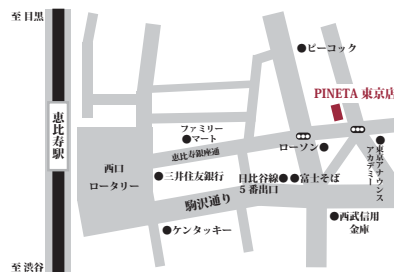 至 目黒
ピーコック
PINETA 東京店
恵比寿駅
ファミリー
マート
恵比寿銀座通
ローソン
東京アナウンス
アカデミー
西口
ロータリー
三井住友銀行
日比谷線
5 番出口
富士そば
駒沢通り
西武信用
金庫
ケンタッキー
至 渋谷